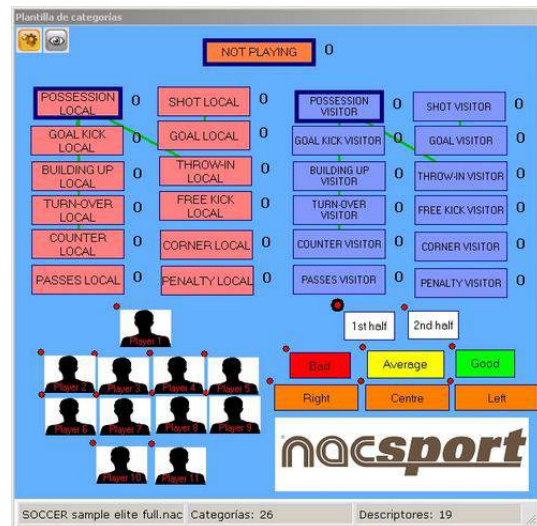 Plantilla de categorías
NOT PLAYING 0
POSSESSION LOCAL 0
SHOT LOCAL 0
POSSESSION VISITOR 0
SHOT VISITOR 0
GOAL KICK LOCAL 0
GOAL LOCAL 0
GOAL KICK VISITOR 0
GOAL VISITOR 0
BUILDING UP LOCAL 0
THROW-IN LOCAL 0
BUILDING UP VISITOR 0
THROW-IN VISITOR 0
TURN-OVER LOCAL 0
FREE KICK LOCAL 0
TURN-OVER VISITOR 0
FREE KICK VISITOR 0
COUNTER LOCAL 0
CORNER LOCAL 0
COUNTER VISITOR 0
CORNER VISITOR 0
PASSES LOCAL 0
PENALTY LOCAL 0
PASSES VISITOR 0
PENALTY VISITOR 0
Player 1
1st half
2nd half
Player 2
Player 3
Player 4
Player 5
Bad
Average
Good
Player 6
Player 7
Player 8
Player 9
Right
Centre
Left
Player 10
Player 11
nacsport
SOCCER sample elite full.nac
Categorías: 26
Descriptores: 19